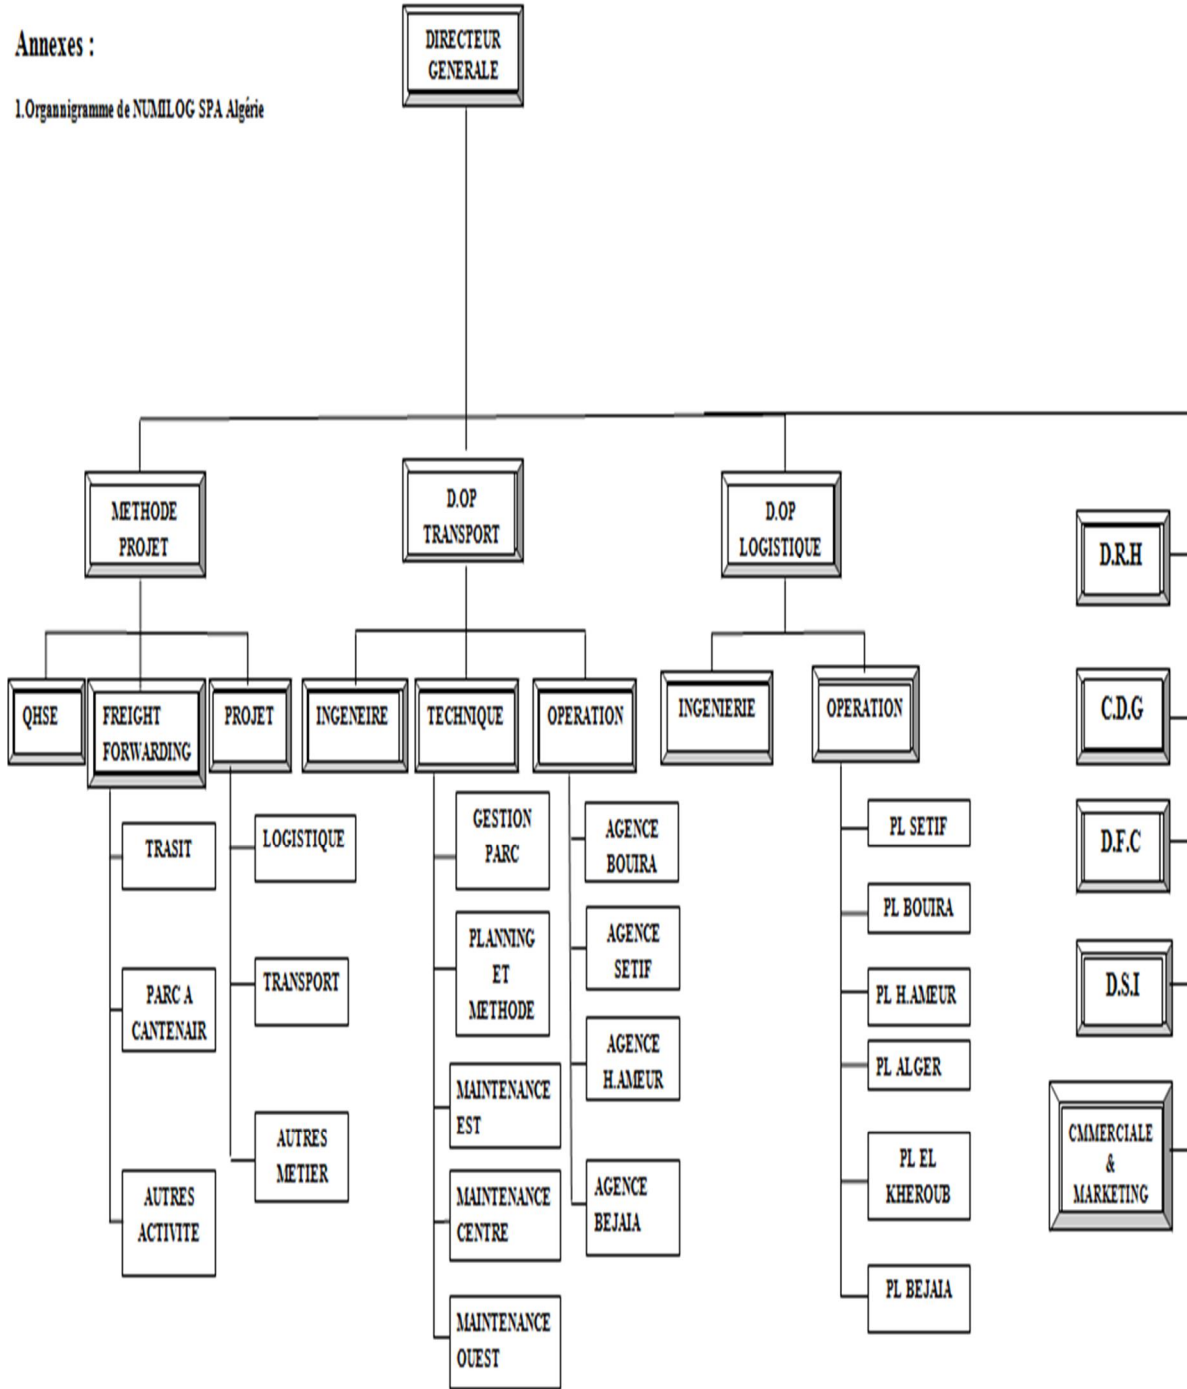 Annexes :
1.Organnigramme de NUMILOG SPA Algérie
DIRECTEUR
GENERALE
METHODE
PROJET
D.OP
TRANSPORT
D.OP
LOGISTIQUE
D.R.H
C.D.G
D.F.C
D.S.I
CMMERCIALE
&
MARKETING
QHSE
FREIGHT
FORWARDING
PROJET
INGENEIRE
TECHNIQUE
OPERATION
INGENIERIE
OPERATION
TRASIT
PARC A
CANTENAIR
AUTRES
ACTIVITE
LOGISTIQUE
TRANSPORT
AUTRES
METIER
GESTION
PARC
PLANNING
ET
METHODE
MAINTENANCE
EST
MAINTENANCE
CENTRE
MAINTENANCE
OUEST
AGENCE
BOUIRA
AGENCE
SETIF
AGENCE
H.AMEUR
AGENCE
BEJAIA
PL SETIF
PL BOUIRA
PL H.AMEUR
PL ALGER
PL EL
KHEROUB
PL BEJAIA